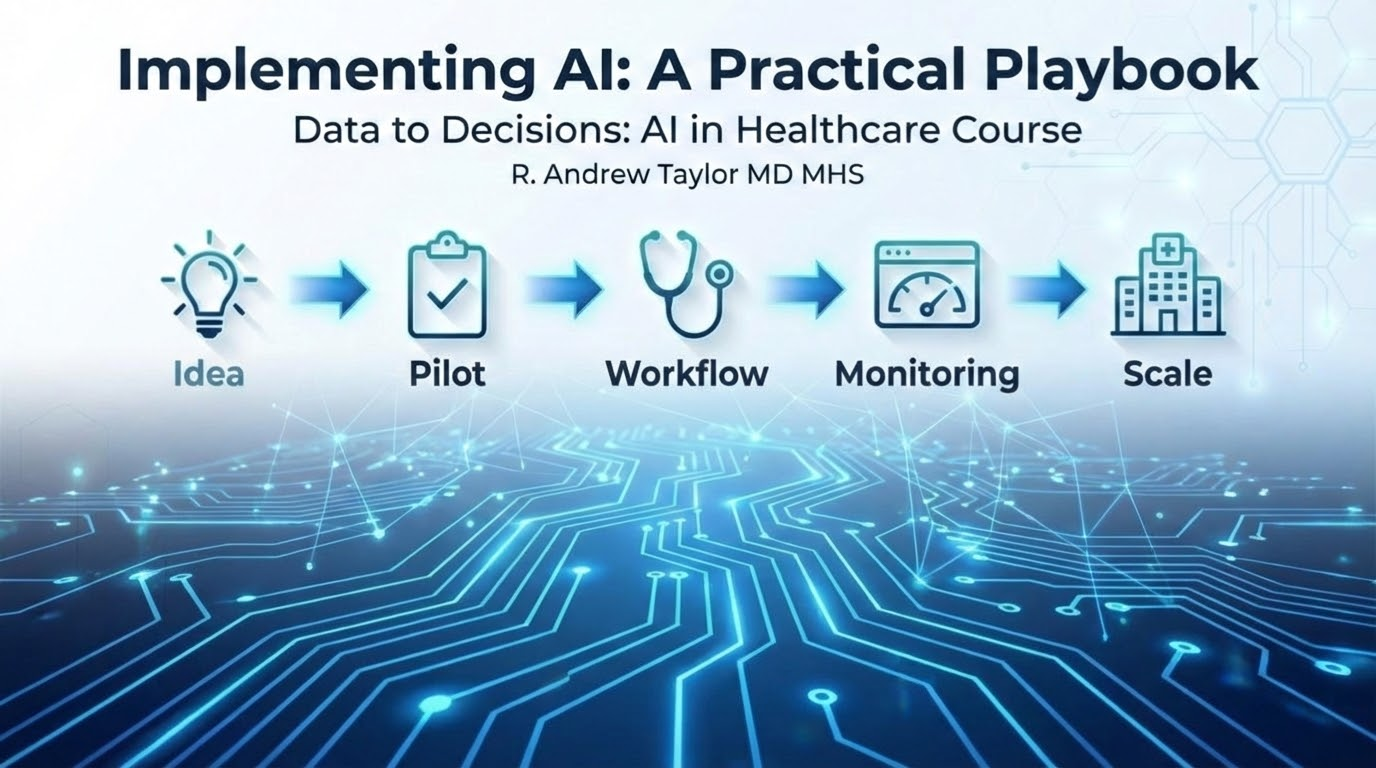 Implementing AI: A Practical Playbook
Data to Decisions: AI in Healthcare Course
R. Andrew Taylor MD MHS
Idea
Pilot
Workflow
Monitoring
Scale